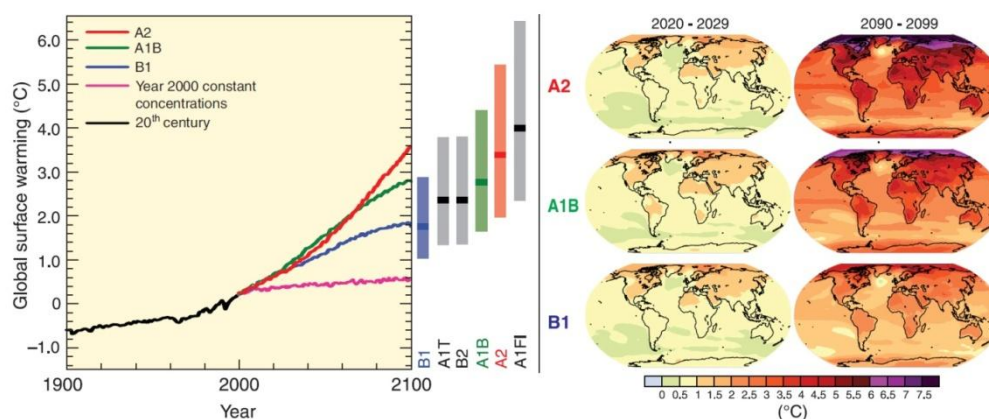 6.0
5.0
4.0
3.0
2.0
1.0
0
−1.0
Global surface warming (°C)
A2
A1B
B1
Year 2000 constant
concentrations
20th century
1900
2000
2100
Year
B1
A1T
B2
A1B
A2
A1FI
2020 - 2029
2090 - 2099
A2
A1B
B1
0 0.5 1 1.5 2 2.5 3 3.5 4 4.5 5 5.5 6 6.5 7 7.5
(°C)